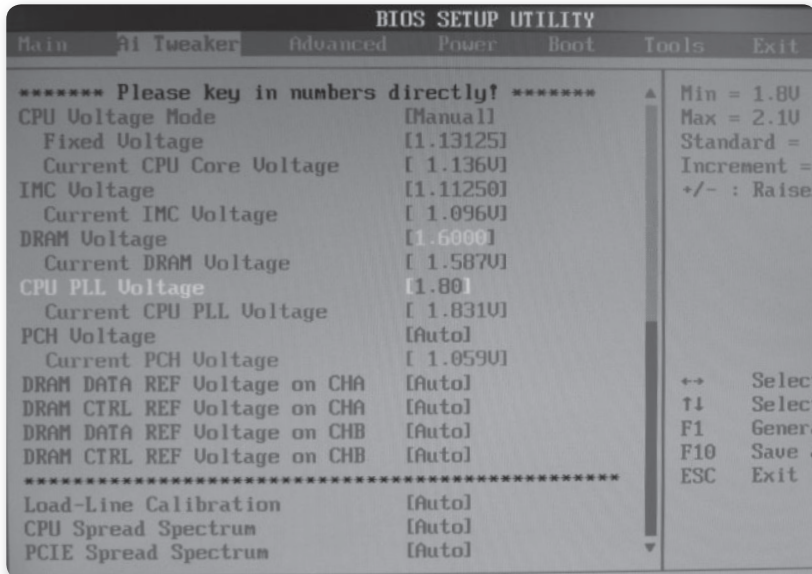 BIOS SETUP UTILITY
Main Ai Tweaker Advanced Power Boot Tools Exit
******* Please key in numbers directly! *******
CPU Voltage Mode [Manual]
Fixed Voltage [1.13125]
Current CPU Core Voltage [ 1.136V]
IMC Voltage [1.11250]
Current IMC Voltage [ 1.096V]
DRAM Voltage [1.6000]
Current DRAM Voltage [ 1.587V]
CPU PLL Voltage [1.80]
Current CPU PLL Voltage [ 1.831V]
PCH Voltage [Auto]
Current PCH Voltage [ 1.059V]
DRAM DATA REF Voltage on CHA [Auto]
DRAM CTRL REF Voltage on CHA [Auto]
DRAM DATA REF Voltage on CHB [Auto]
DRAM CTRL REF Voltage on CHB [Auto]
**************************************************
Load-Line Calibration [Auto]
CPU Spread Spectrum [Auto]
PCIE Spread Spectrum [Auto]
Min = 1.8V
Max = 2.1V
Standard =
Increment =
+/- : Raise
↔ Selec
↑↓ Selec
F1 Genera
F10 Save a
ESC Exit